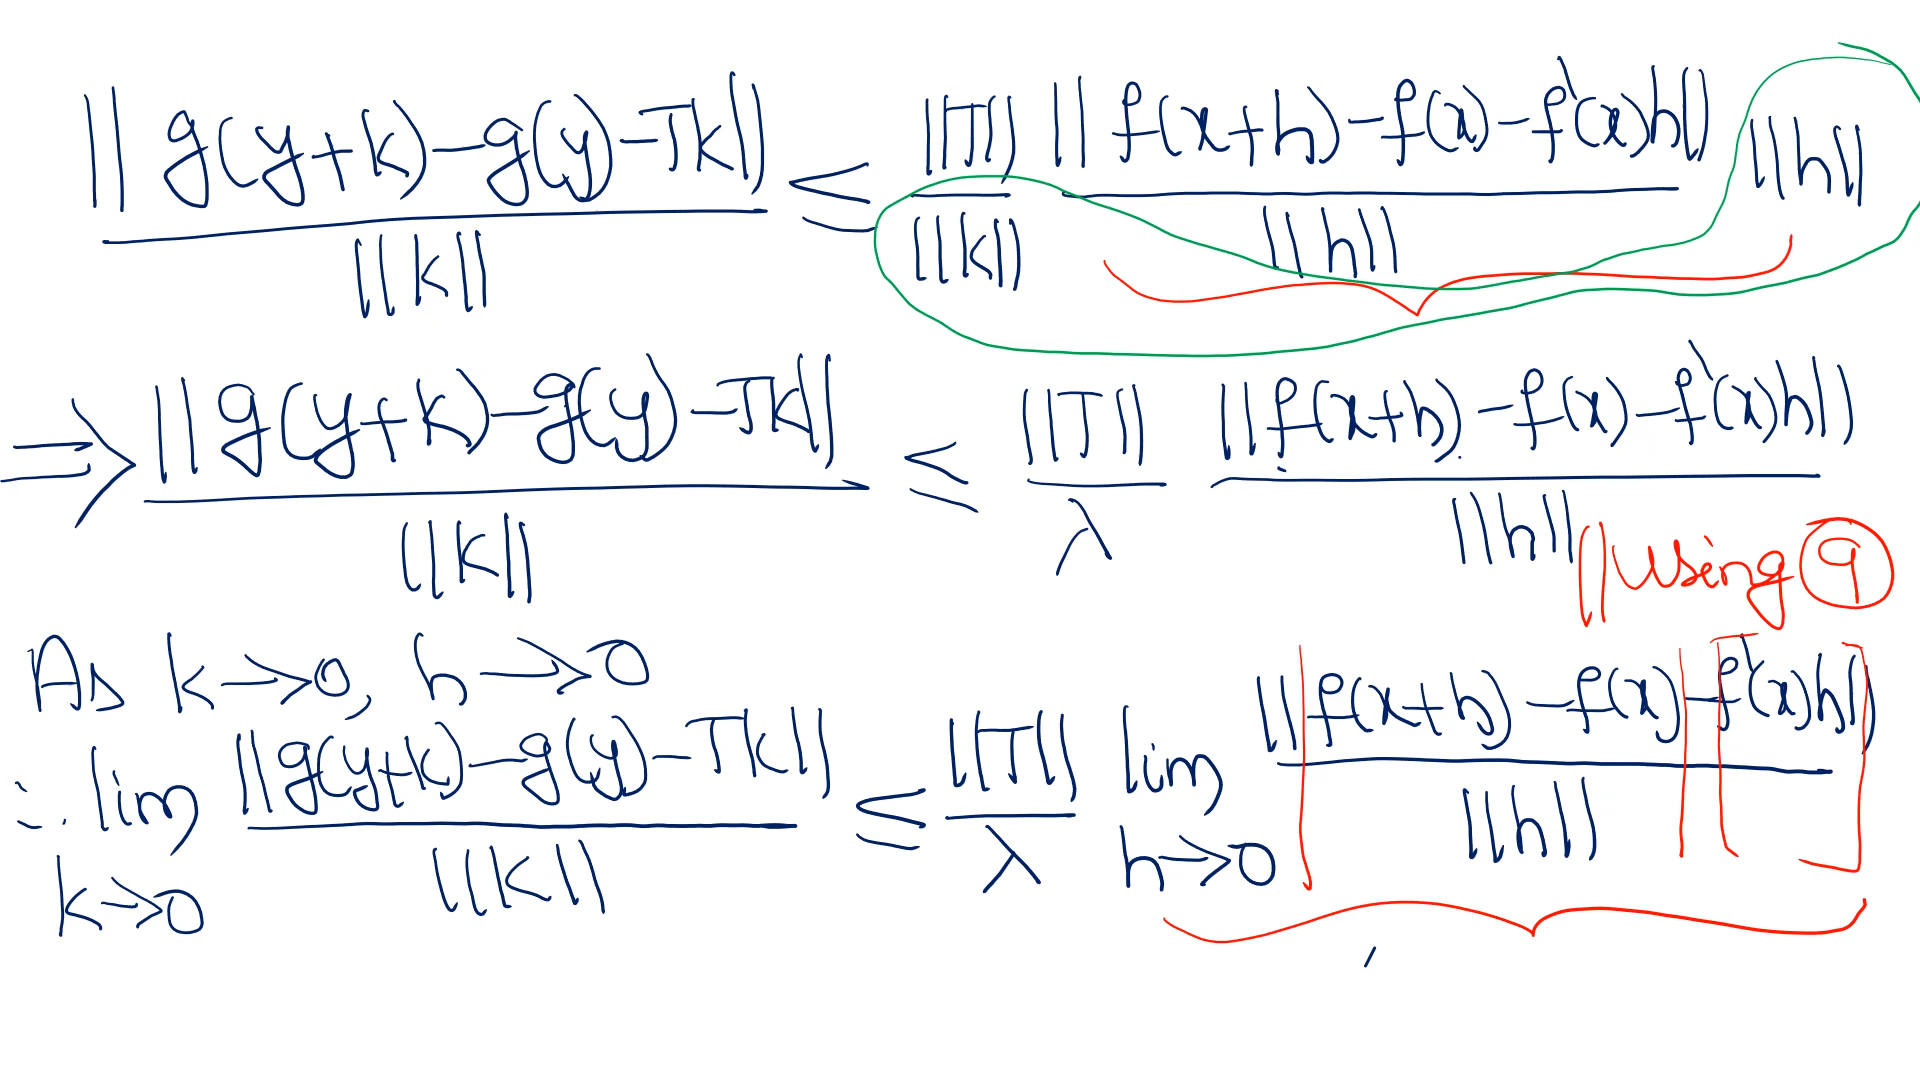 ||g(y+k)-g(y)-Tk|| / ||k|| ≤ ||T|| / ||k|| ||f(x+h)-f(x)-f'(x)h|| / ||h|| ||h||
⇒ ||g(y+k)-g(y)-Tk|| / ||k|| ≤ ||T|| / λ ||f(x+h)-f(x)-f'(x)h|| / ||h||
|| Using 9
As k→0, h→0
∴ lim k→0 ||g(y+k)-g(y)-Tk|| / ||k|| ≤ ||T|| / λ lim h→0 ||f(x+h)-f(x)-f'(x)h|| / ||h||